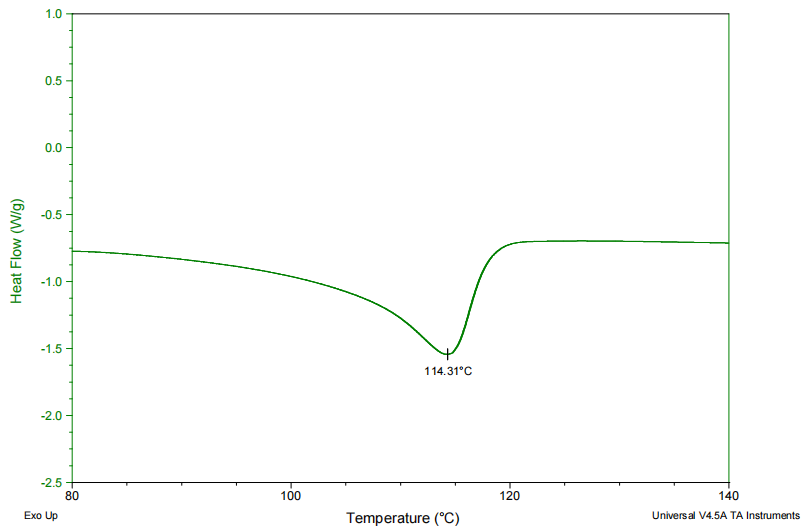 1.0
0.5
0.0
-0.5
-1.0
-1.5
-2.0
-2.5
Heat Flow (W/g)
114.31°C
80
100
120
140
Exo Up
Temperature (°C)
Universal V4.5A TA Instruments